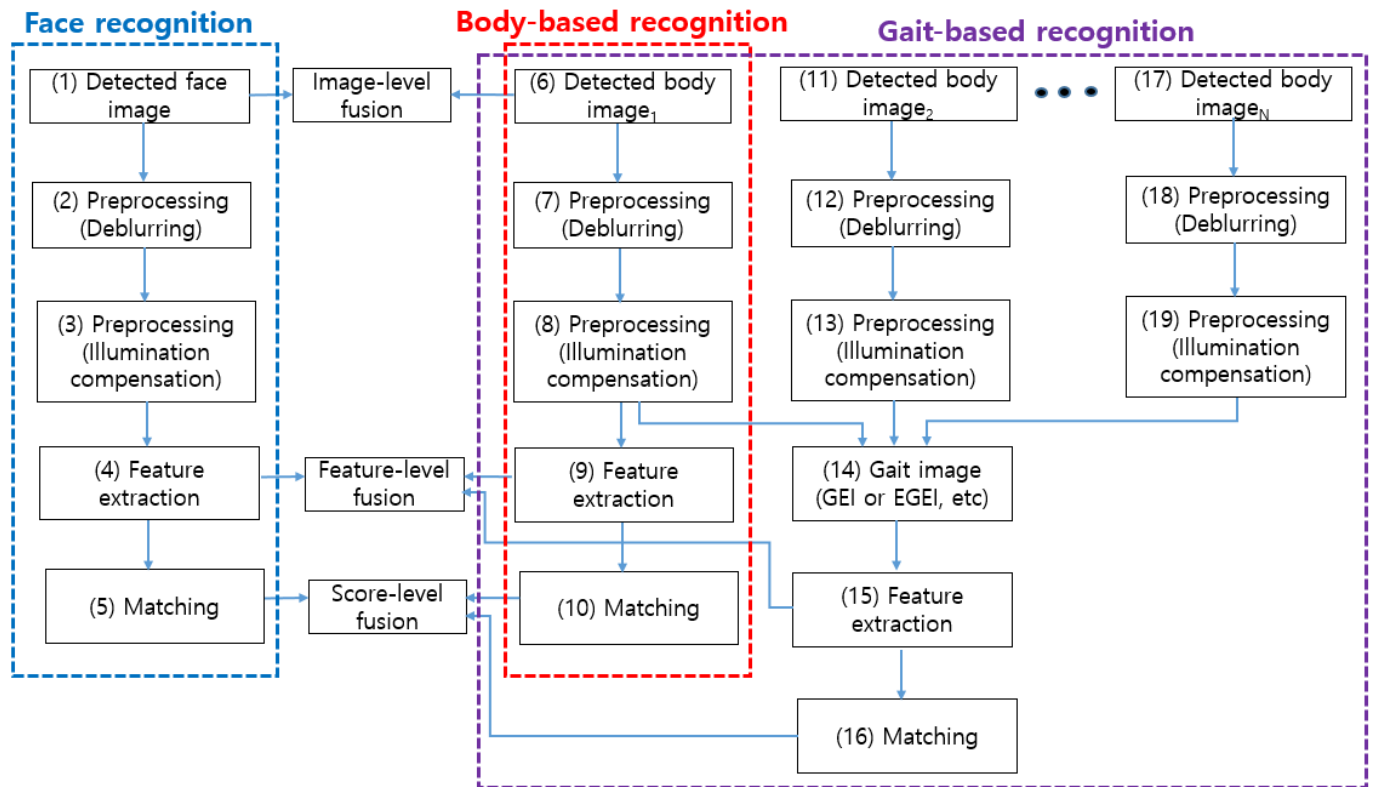 Face recognition
Body-based recognition
Gait-based recognition
(1) Detected face
image
Image-level
fusion
(6) Detected body
image₁
(11) Detected body
image₂
(17) Detected body
imageN
(2) Preprocessing
(Deblurring)
(7) Preprocessing
(Deblurring)
(12) Preprocessing
(Deblurring)
(18) Preprocessing
(Deblurring)
(3) Preprocessing
(Illumination
compensation)
(8) Preprocessing
(Illumination
compensation)
(13) Preprocessing
(Illumination
compensation)
(19) Preprocessing
(Illumination
compensation)
(4) Feature
extraction
Feature-level
fusion
(9) Feature
extraction
(14) Gait image
(GEI or EGEI, etc)
(5) Matching
Score-level
fusion
(10) Matching
(15) Feature
extraction
(16) Matching